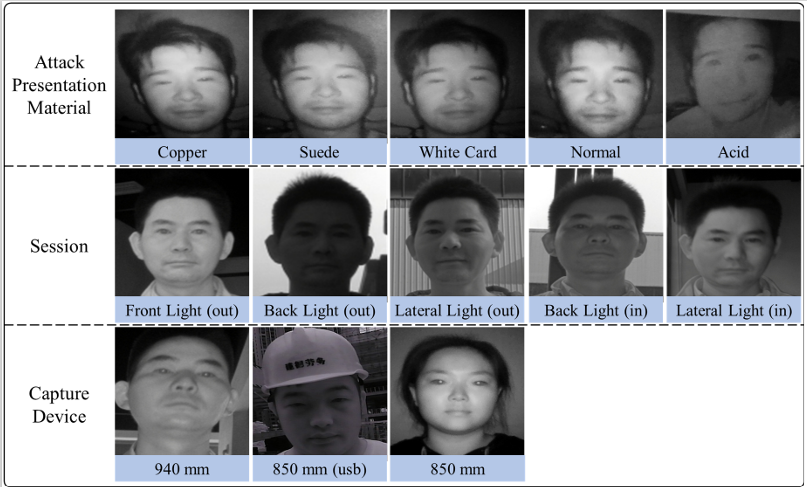 Attack
Presentation
Material
Copper
Suede
White Card
Normal
Acid
Session
Front Light (out)
Back Light (out)
Lateral Light (out)
Back Light (in)
Lateral Light (in)
Capture
Device
940 mm
850 mm (usb)
850 mm